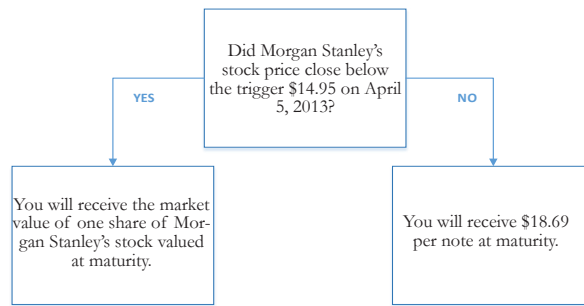 Did Morgan Stanley's
stock price close below
the trigger $14.95 on April
5, 2013?
YES
NO
You will receive the market
value of one share of Mor-
gan Stanley's stock valued
at maturity.
You will receive $18.69
per note at maturity.